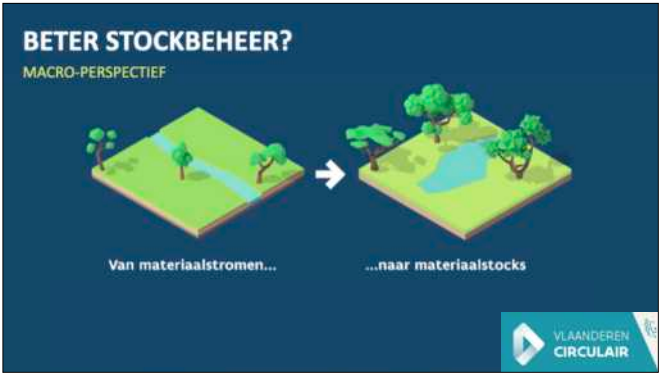 BETER STOCKBEHEER?
MACRO-PERSPECTIEF
Van materiaalstromen...
...naar materiaalstocks
VLAANDEREN
CIRCULAIR